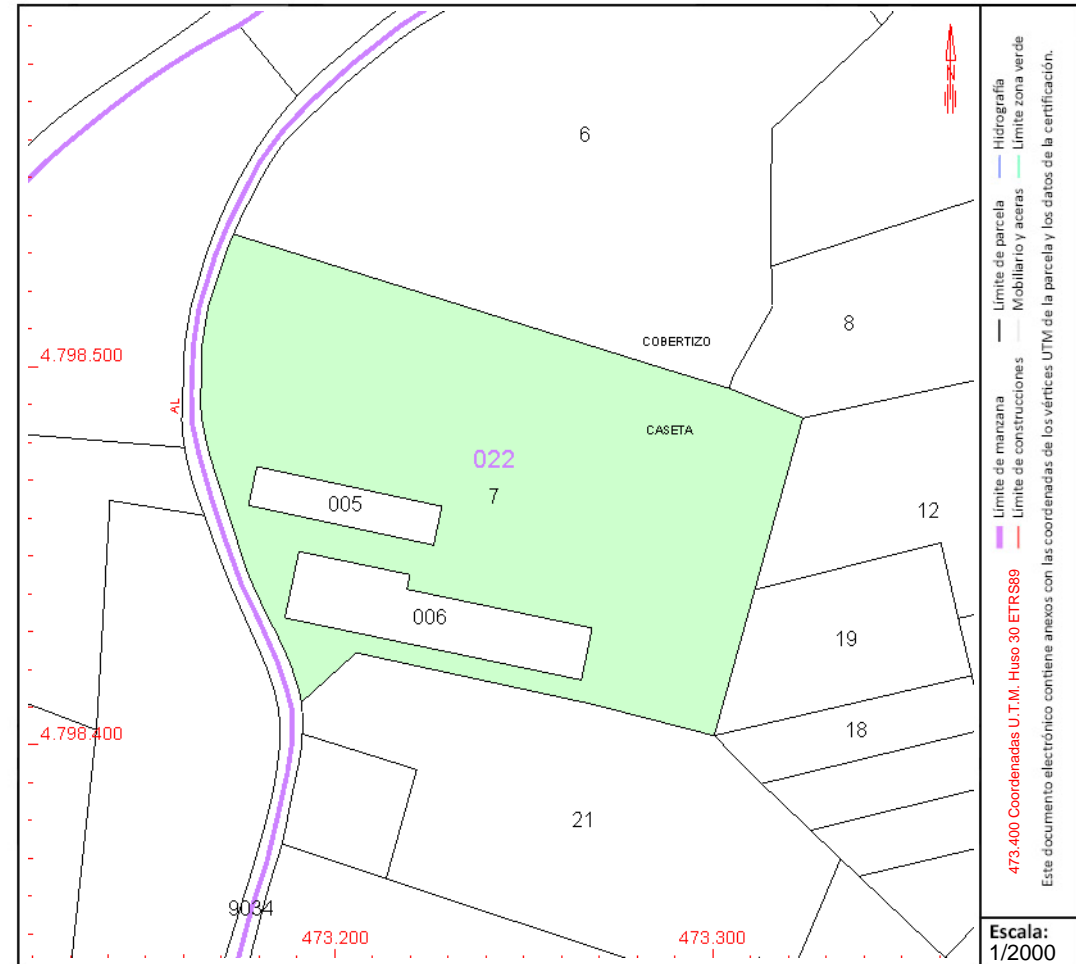 6
COBERTIZO
8
4.798.500
AL
CASETA
022
7
005
12
006
19
4.798.400
18
21
9034
473.200
473.300
N
Límite de manzana
Límite de parcela
Hidrografía
473.400 Coordenadas U.T.M. Huso 30 ETRS89
Límite de construcciones
Mobiliario y aceras
Límite zona verde
Este documento electrónico contiene anexos con las coordenadas de los vértices UTM de la parcela y los datos de la certificación.
Escala:
1/2000